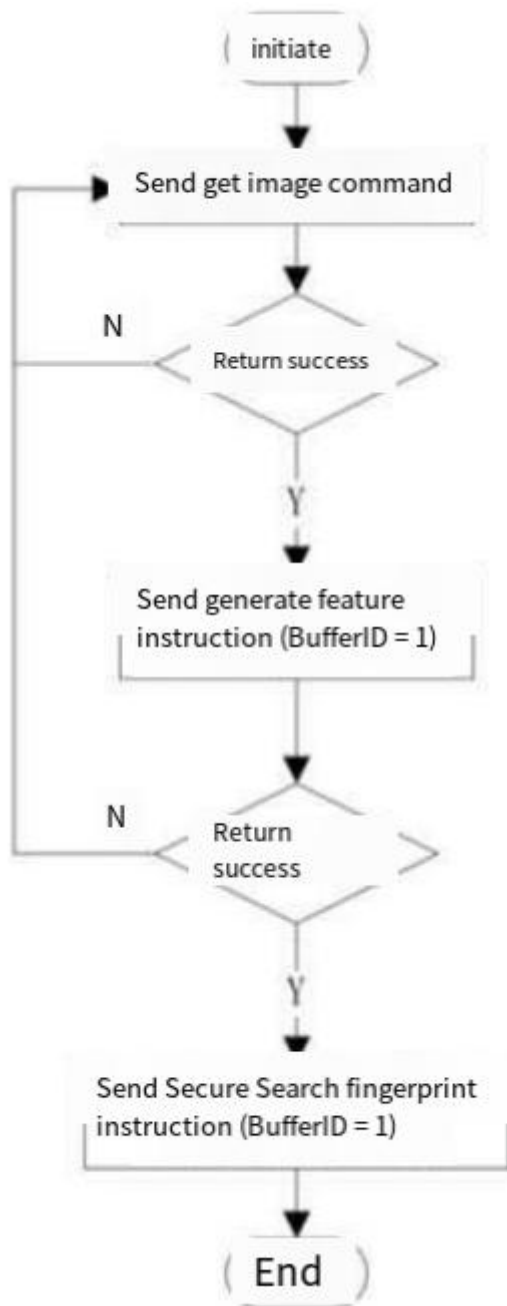 initiate
Send get image command
N
Return success
Y
Send generate feature
instruction (BufferID = 1)
N
Return
success
Y
Send Secure Search fingerprint
instruction (BufferID = 1)
End